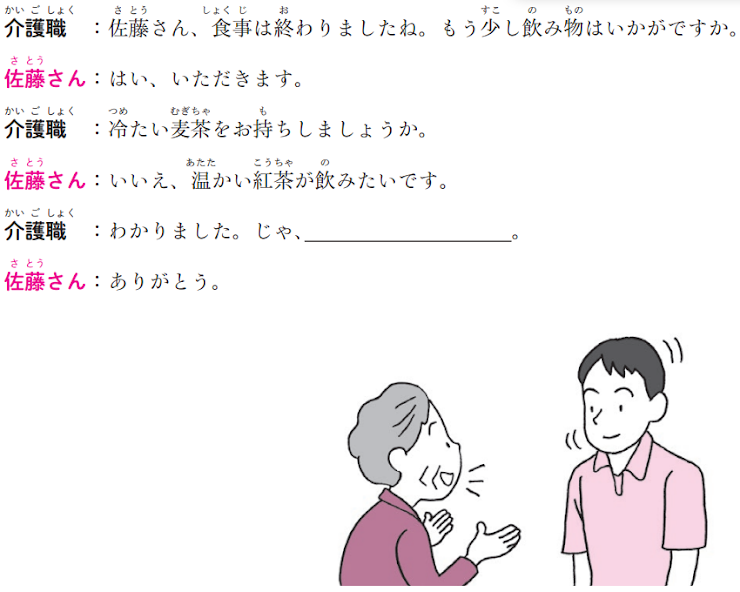 介護職：佐藤さん、食事は終わりましたね。もう少し飲み物はいかがですか。
佐藤さん：はい、いただきます。
介護職：冷たい麦茶をお持ちしましょうか。
佐藤さん：いいえ、温かい紅茶が飲みたいです。
介護職：わかりました。じゃ、____________________。
佐藤さん：ありがとう。